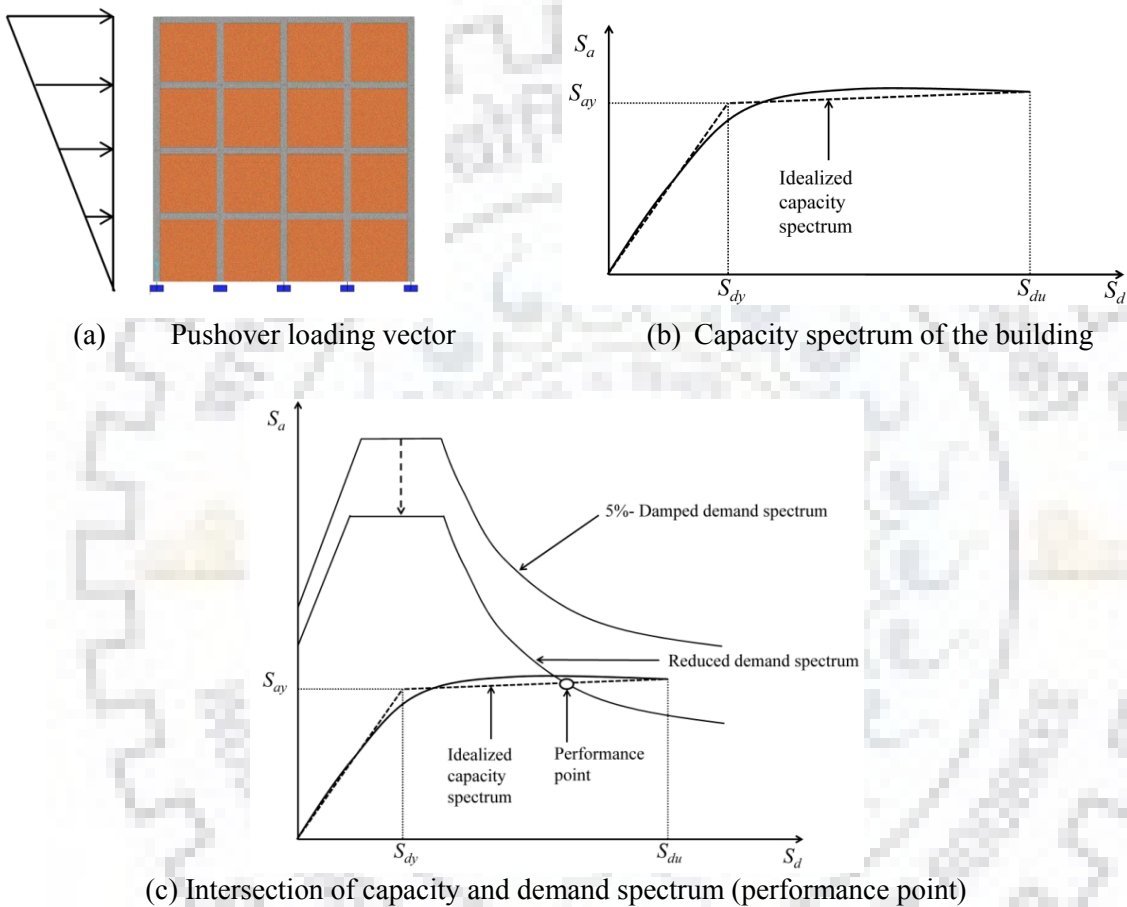 (a) Pushover loading vector
S_a
S_ay
Idealized
capacity
spectrum
S_dy
S_du
S_d
(b) Capacity spectrum of the building
S_a
5%- Damped demand spectrum
Reduced demand spectrum
S_ay
Idealized
capacity
spectrum
Performance
point
S_dy
S_du
S_d
(c) Intersection of capacity and demand spectrum (performance point)